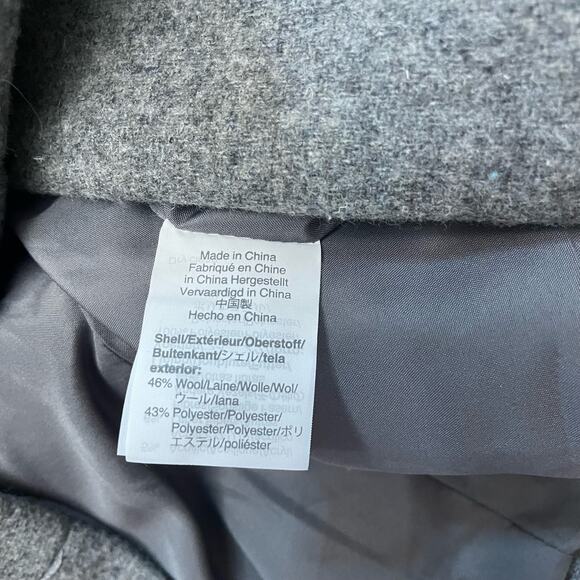 Made in China
Fabriqué en Chine
in China Hergestellt
Vervaardigd in China
中国製
Hecho en China
Shell/Extérieur/Oberstoff/
Buitenkant/シェル/tela
exterior:
46% Wool/Laine/Wolle/Wol/
ウール/lana
43% Polyester/Polyester/
Polyester/Polyester/ポリ
エステル/poliéster